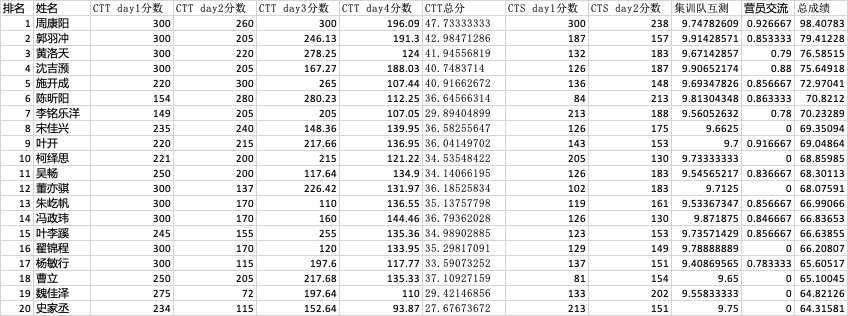 排名 姓名 CTT day1分数 CTT day2分数 CTT day3分数 CTT day4分数 CTT总分 CTS day1分数 CTS day2分数 集训队互测 营员交流 总成绩
1 周康阳 300 260 300 196.09 47.73333333 300 238 9.74782609 0.926667 98.40783
2 郭羽冲 300 205 246.13 191.3 42.98471286 187 157 9.91428571 0.853333 79.41228
3 黄洛天 300 220 278.25 124 41.94556819 132 183 9.67142857 0.79 76.58515
4 沈吉滪 300 205 167.27 188.03 40.7483714 126 187 9.90652174 0.88 75.64918
5 施开成 220 300 265 107.44 40.91662672 136 148 9.69347826 0.856667 72.97041
6 陈昕阳 154 280 280.23 112.25 36.64566314 84 213 9.81304348 0.863333 70.8212
7 李铭乐洋 149 205 205 107.05 29.89404899 213 188 9.56052632 0.78 70.23289
8 宋佳兴 235 240 148.36 139.95 36.58255647 126 175 9.6625 0 69.35094
9 叶开 220 215 217.66 136.95 36.04149702 143 153 9.7 0.916667 69.04864
10 柯绎思 221 200 215 121.22 34.53548422 205 130 9.73333333 0 68.85985
11 吴畅 250 200 117.64 134.9 34.14066195 126 183 9.54565217 0.836667 68.30113
12 董亦骐 300 137 226.42 131.97 36.18525834 102 183 9.7125 0 68.07591
13 朱屹帆 300 170 110 136.55 35.13757798 119 161 9.53367347 0.856667 66.99066
14 冯政玮 300 170 160 144.46 36.79362028 126 130 9.871875 0.846667 66.83653
15 叶李蹊 245 155 255 135.36 34.98902885 126 153 9.73571429 0.856667 66.63855
16 翟锦程 300 170 120 133.95 35.29817091 129 149 9.78888889 0 66.20807
17 杨敏行 300 115 197.6 117.77 33.59073252 137 151 9.40869565 0.783333 65.60517
18 曹立 250 205 217.68 135.33 37.10927159 81 154 9.65 0 65.10045
19 魏佳泽 275 72 197.64 110 29.42146856 133 202 9.55833333 0 64.82126
20 史家丞 234 115 152.64 93.87 27.67673672 213 151 9.75 0 64.31581